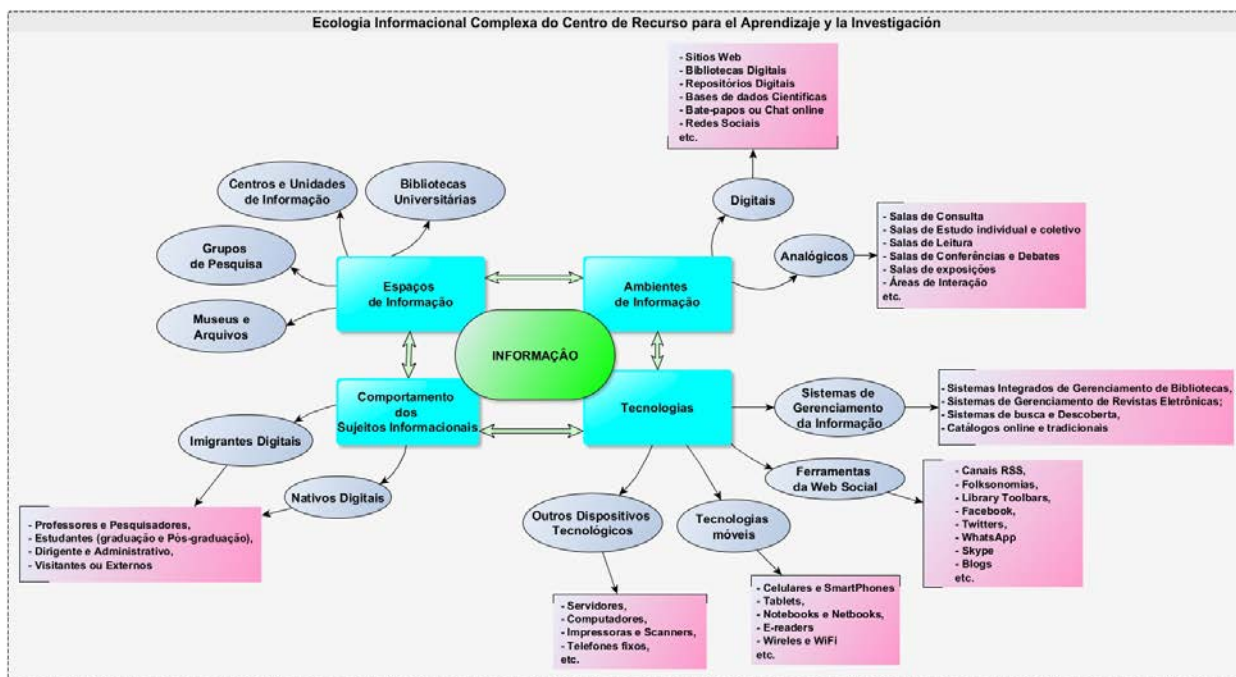 Ecologia Informacional Complexa do Centro de Recurso para el Aprendizaje y la Investigación
- Sitios Web
- Bibliotecas Digitais
- Repositórios Digitais
- Bases de dados Científicas
- Bate-papos ou Chat online
- Redes Sociais
etc.
Centros e Unidades
de Informação
Bibliotecas
Universitárias
Digitais
Grupos
de Pesquisa
Analógicos
- Salas de Consulta
- Salas de Estudo individual e coletivo
- Salas de Leitura
- Salas de Conferências e Debates
- Salas de exposições
- Áreas de Interação
etc.
Museus e
Arquivos
Espaços
de Informação
Ambientes
de Informação
INFORMAÇÂO
Comportamento
dos
Sujeitos Informacionais
Tecnologias
Sistemas de
Gerenciamento
da Informação
- Sistemas Integrados de Gerenciamento de Bibliotecas,
- Sistemas de Gerenciamento de Revistas Eletrônicas;
- Sistemas de busca e Descoberta,
- Catálogos online e tradicionais
Imigrantes Digitais
Nativos Digitais
- Professores e Pesquisadores,
- Estudantes (graduação e Pós-graduação),
- Dirigente e Administrativo,
- Visitantes ou Externos
Outros Dispositivos
Tecnológicos
Tecnologias
móveis
Ferramentas
da Web Social
- Canais RSS,
- Folksonomias,
- Library Toolbars,
- Facebook,
- Twitters,
- WhatsApp
- Skype
- Blogs
etc.
- Servidores,
- Computadores,
- Impressoras e Scanners,
- Telefones fixos,
etc.
- Celulares e SmartPhones
- Tablets,
- Notebooks e Netbooks,
- E-readers
- Wireles e WiFi
etc.